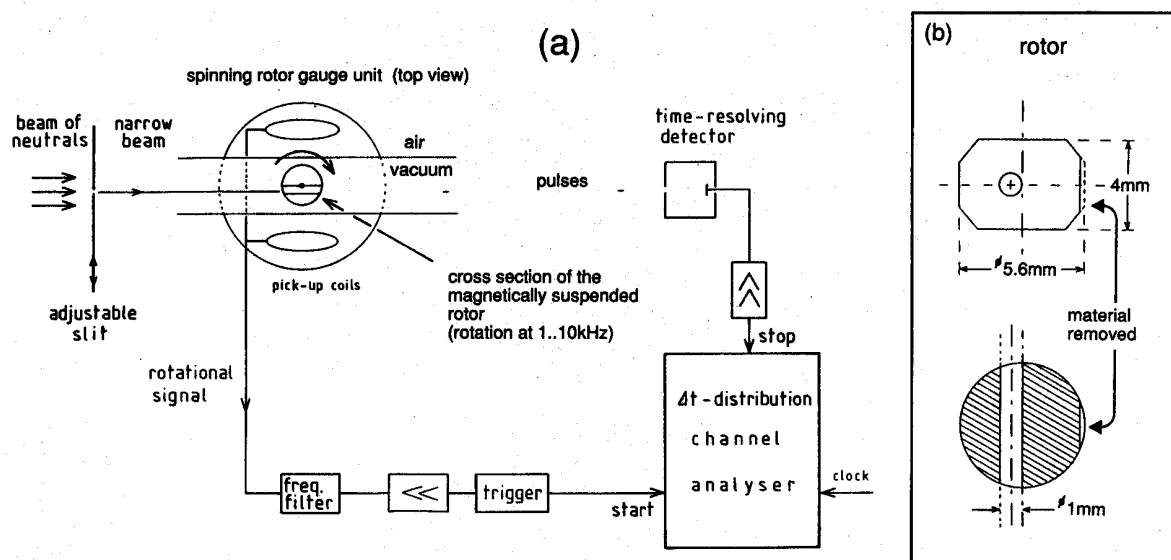 (a)
spinning rotor gauge unit (top view)
beam of
neutrals
narrow
beam
air
vacuum
pulses
time-resolving
detector
adjustable
slit
pick-up coils
cross section of the
magnetically suspended
rotor
(rotation at 1..10kHz)
rotational
signal
stop
Δt-distribution
channel
analyser
clock
freq.
filter
<<
trigger
start
(b)
rotor
4mm
ø5.6mm
material
removed
ø1mm